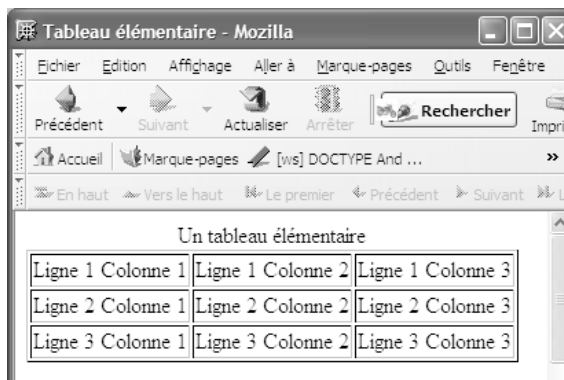 Tableau élémentaire - Mozilla
Fichier Edition Affichage Aller à Marque-pages Outils Fenêtre
Précédent Suivant Actualiser Arrêter Rechercher Impri
Accueil Marque-pages [ws] DOCTYPE And ... »
En haut Vers le haut Le premier Précédent Suivant L
Un tableau élémentaire
Ligne 1 Colonne 1 Ligne 1 Colonne 2 Ligne 1 Colonne 3
Ligne 2 Colonne 1 Ligne 2 Colonne 2 Ligne 2 Colonne 3
Ligne 3 Colonne 1 Ligne 3 Colonne 2 Ligne 3 Colonne 3